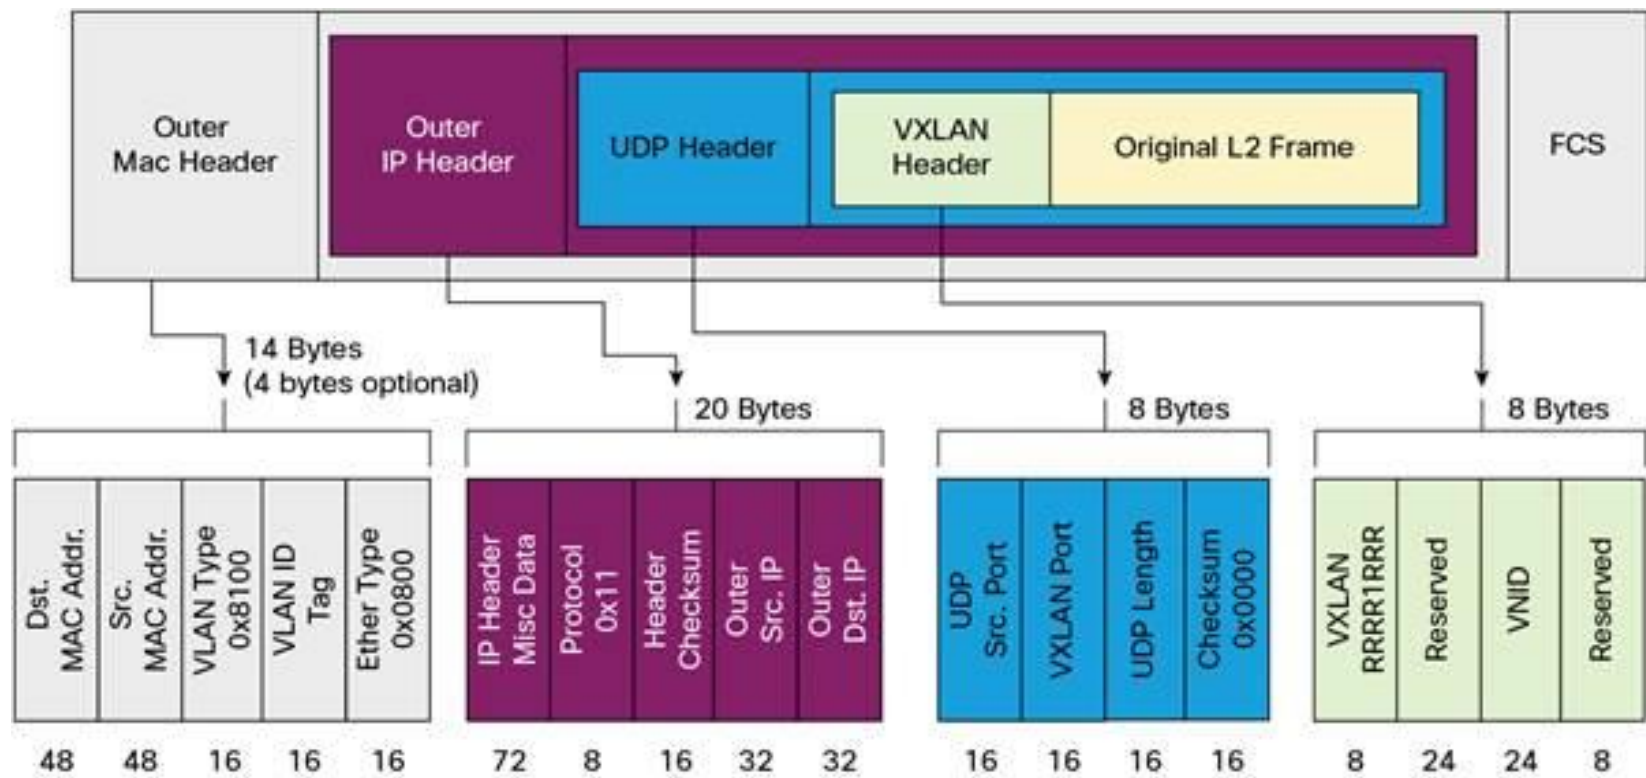 Outer
Mac Header
Outer
IP Header
UDP Header
VXLAN
Header
Original L2 Frame
FCS
14 Bytes
(4 bytes optional)
20 Bytes
8 Bytes
8 Bytes
Dst.
MAC Addr.
Src.
MAC Addr.
VLAN Type
0x8100
VLAN ID
Tag
Ether Type
0x0800
IP Header
Misc Data
Protocol
0x11
Header
Checksum
Outer
Src. IP
Outer
Dst. IP
UDP
Src. Port
VXLAN Port
UDP Length
Checksum
0x0000
VXLAN
RRRR1RRR
Reserved
VNID
Reserved
48 48 16 16 16 72 8 16 32 32 16 16 16 16 8 24 24 8